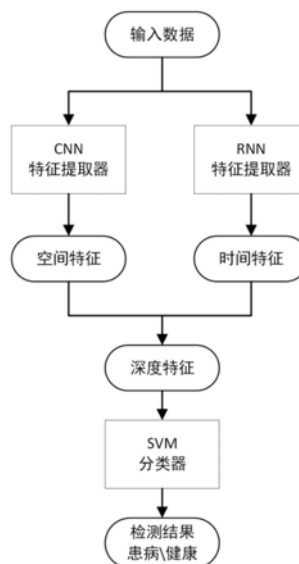 输入数据
CNN
特征提取器
RNN
特征提取器
空间特征
时间特征
深度特征
SVM
分类器
检测结果
患病\健康